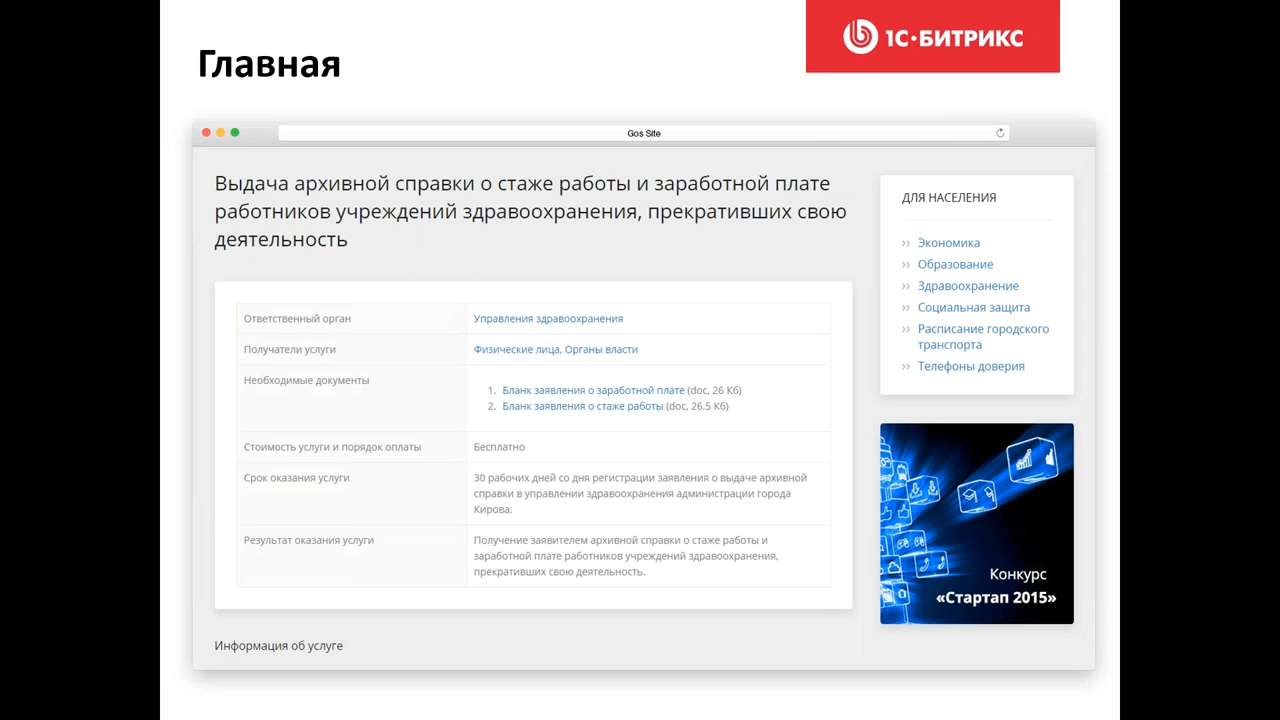 Главная
1С·БИТРИКС
Gos Site
Выдача архивной справки о стаже работы и заработной плате
работников учреждений здравоохранения, прекративших свою
деятельность
Ответственный орган
Управления здравоохранения
Получатели услуги
Физические лица, Органы власти
Необходимые документы
1. Бланк заявления о заработной плате (doc, 26 Кб)
2. Бланк заявления о стаже работы (doc, 26.5 Кб)
Стоимость услуги и порядок оплаты
Бесплатно
Срок оказания услуги
30 рабочих дней со дня регистрации заявления о выдаче архивной
справки в управлении здравоохранения администрации города
Кирова.
Результат оказания услуги
Получение заявителем архивной справки о стаже работы и
заработной плате работников учреждений здравоохранения,
прекративших свою деятельность.
Информация об услуге
ДЛЯ НАСЕЛЕНИЯ
›› Экономика
›› Образование
›› Здравоохранение
›› Социальная защита
›› Расписание городского
транспорта
›› Телефоны доверия
Конкурс
«Стартап 2015»